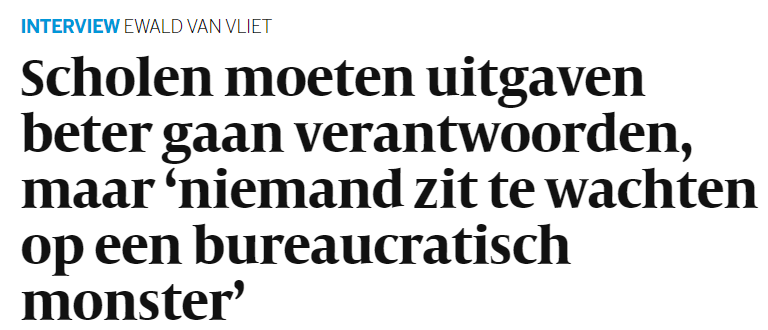 INTERVIEW EWALD VAN VLIET
Scholen moeten uitgaven
beter gaan verantwoorden,
maar ‘niemand zit te wachten
op een bureaucratisch
monster’